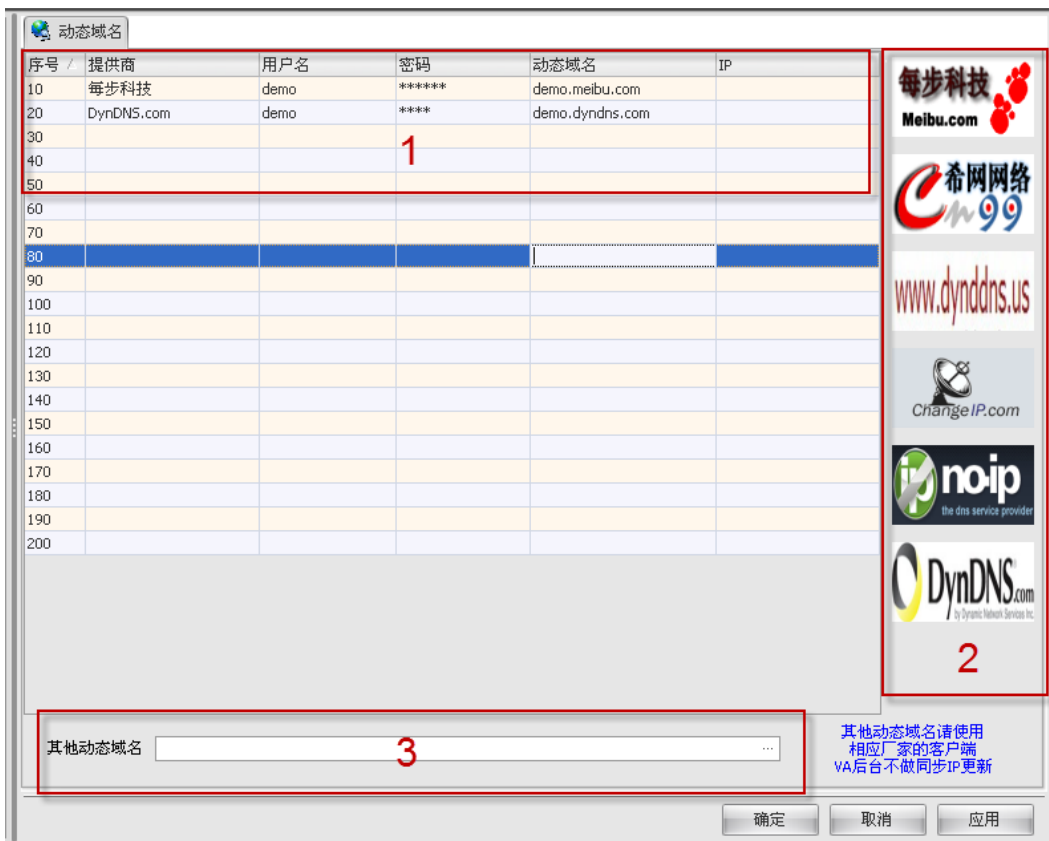 动态域名
序号 提供商 用户名 密码 动态域名 IP
10 每步科技 demo ****** demo.meibu.com
20 DynDNS.com demo **** demo.dyndns.com
30
40
50
60
70
80
90
100
110
120
130
140
150
160
170
180
190
200
1
每步科技
Meibu.com
希网网络
Cn99
www.dynddns.us
ChangeIP.com
no-ip
the dns service provider
DynDNS.com
by Dynamic Network Services Inc.
2
其他动态域名 ...
3
其他动态域名请使用
相应厂家的客户端
VA后台不做同步IP更新
确定 取消 应用